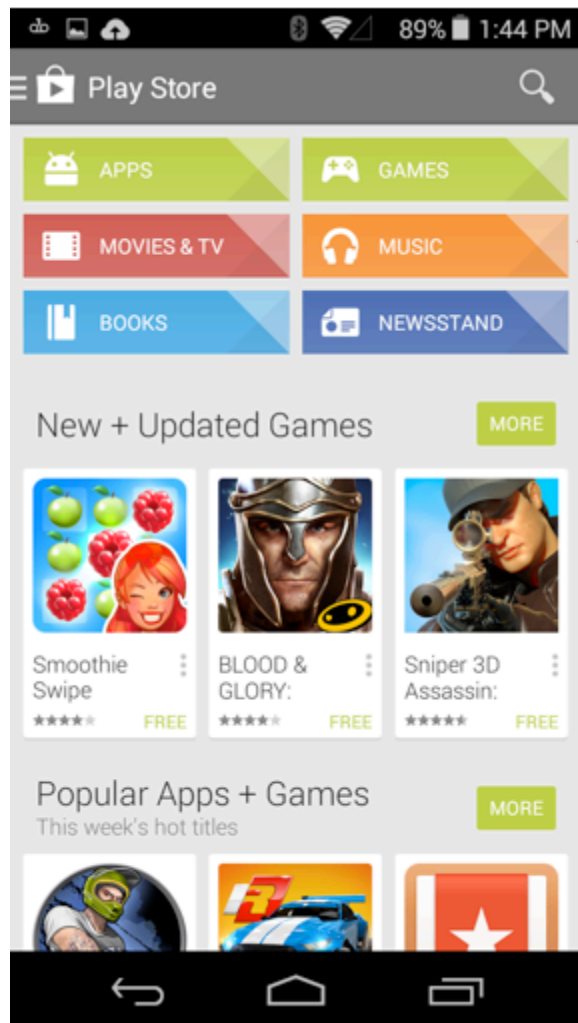 89% 1:44 PM
Play Store
APPS
GAMES
MOVIES & TV
MUSIC
BOOKS
NEWSSTAND
New + Updated Games
MORE
Smoothie
Swipe
FREE
BLOOD &
GLORY:
FREE
Sniper 3D
Assassin:
FREE
Popular Apps + Games
MORE
This week's hot titles